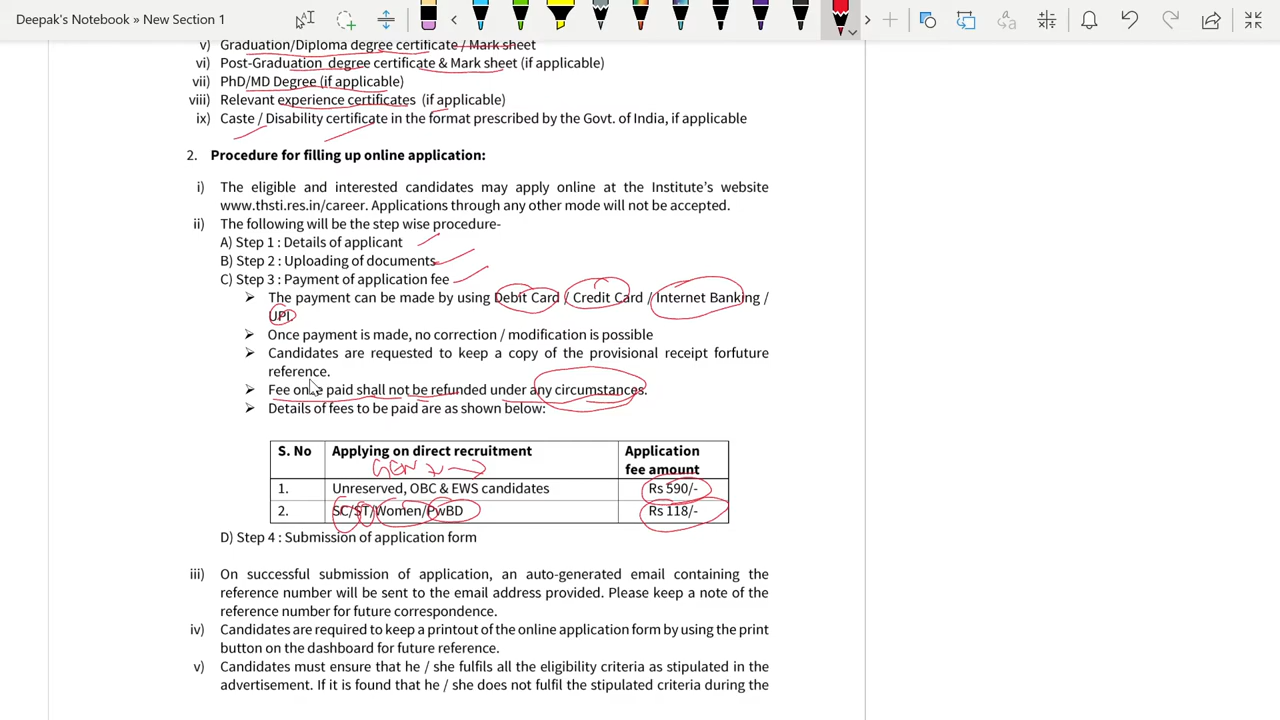 Deepak's Notebook » New Section 1
v) Graduation/Diploma degree certificate / Mark sheet
vi) Post-Graduation degree certificate & Mark sheet (if applicable)
vii) PhD/MD Degree (if applicable)
viii) Relevant experience certificates (if applicable)
ix) Caste / Disability certificate in the format prescribed by the Govt. of India, if applicable
2. Procedure for filling up online application:
i) The eligible and interested candidates may apply online at the Institute's website
www.thsti.res.in/career. Applications through any other mode will not be accepted.
ii) The following will be the step wise procedure-
A) Step 1 : Details of applicant
B) Step 2 : Uploading of documents
C) Step 3 : Payment of application fee
The payment can be made by using Debit Card / Credit Card / Internet Banking /
UPI.
Once payment is made, no correction / modification is possible
Candidates are requested to keep a copy of the provisional receipt forfuture
reference.
Fee once paid shall not be refunded under any circumstances.
Details of fees to be paid are as shown below:
S. No Applying on direct recruitment Application
fee amount
GEN
1. Unreserved, OBC & EWS candidates Rs 590/-
2. SC/ST/Women/PwBD Rs 118/-
D) Step 4 : Submission of application form
iii) On successful submission of application, an auto-generated email containing the
reference number will be sent to the email address provided. Please keep a note of the
reference number for future correspondence.
iv) Candidates are required to keep a printout of the online application form by using the print
button on the dashboard for future reference.
v) Candidates must ensure that he / she fulfils all the eligibility criteria as stipulated in the
advertisement. If it is found that he / she does not fulfil the stipulated criteria during the